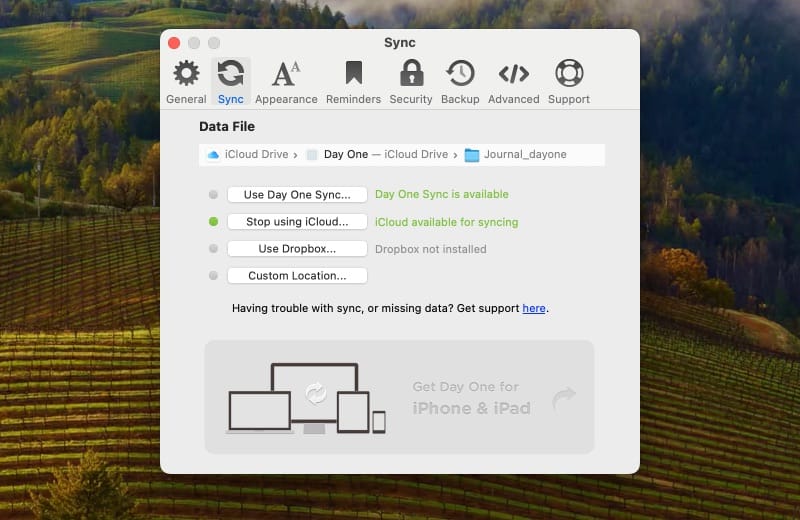 Sync
General Sync Appearance Reminders Security Backup Advanced Support
Data File
iCloud Drive › Day One — iCloud Drive › Journal_dayone
Use Day One Sync... Day One Sync is available
Stop using iCloud... iCloud available for syncing
Use Dropbox... Dropbox not installed
Custom Location...
Having trouble with sync, or missing data? Get support here.
Get Day One for
iPhone & iPad